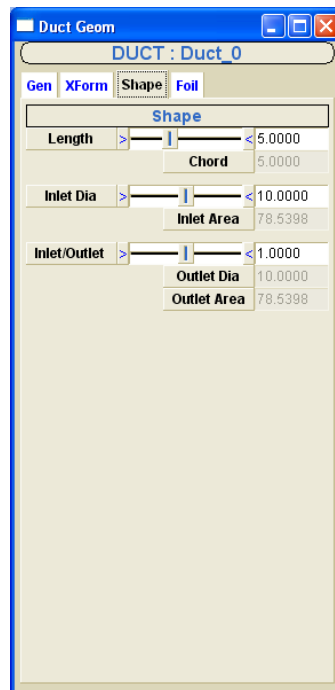 Duct Geom
DUCT : Duct_0
Gen XForm Shape Foil
Shape
Length > < 5.0000
Chord 5.0000
Inlet Dia > < 10.0000
Inlet Area 78.5398
Inlet/Outlet > < 1.0000
Outlet Dia 10.0000
Outlet Area 78.5398